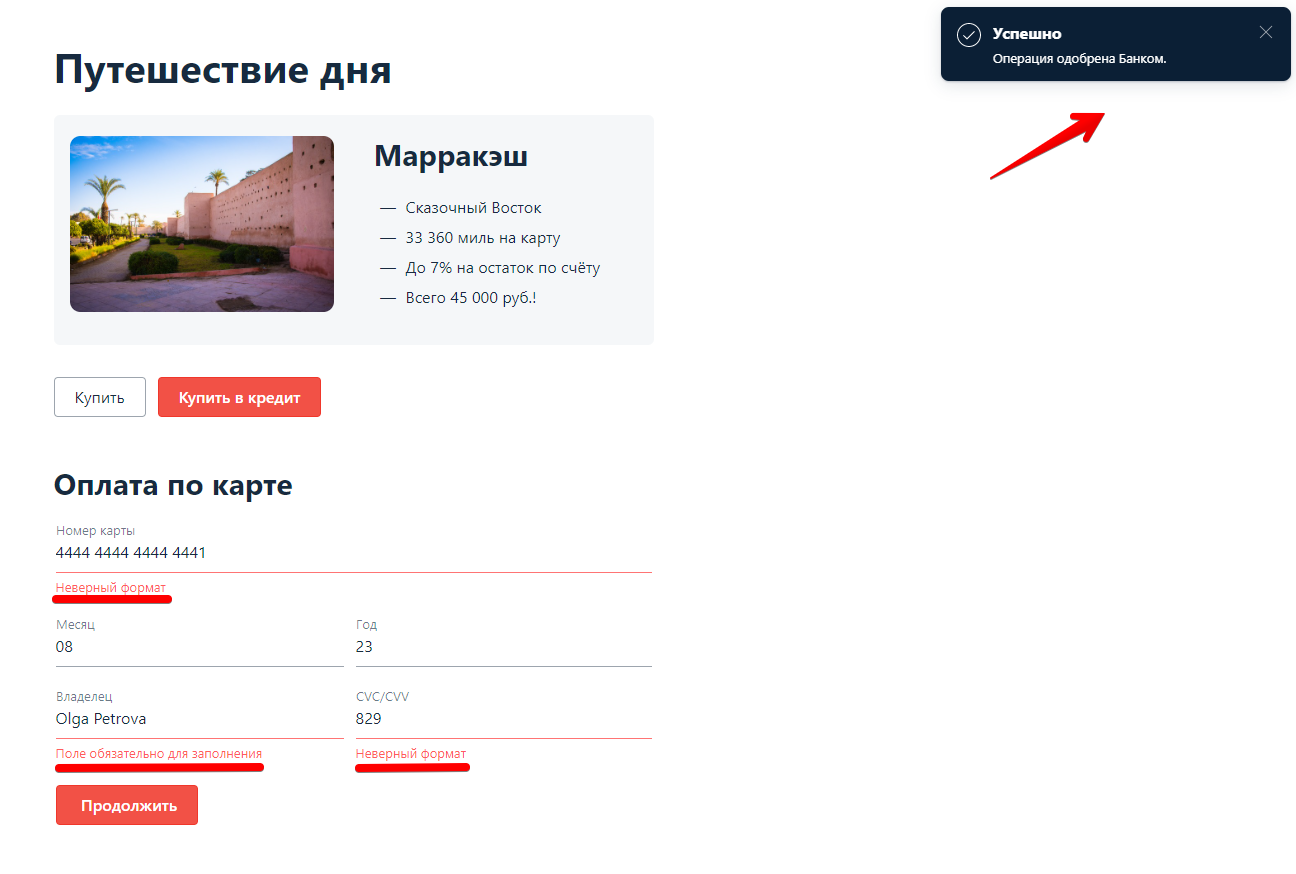 Путешествие дня
Успешно
Операция одобрена Банком.
Марракэш
— Сказочный Восток
— 33 360 миль на карту
— До 7% на остаток по счёту
— Всего 45 000 руб.!
Купить
Купить в кредит
Оплата по карте
Номер карты
4444 4444 4444 4441
Неверный формат
Месяц
Год
08
23
Владелец
CVC/CVV
Olga Petrova
829
Поле обязательно для заполнения
Неверный формат
Продолжить